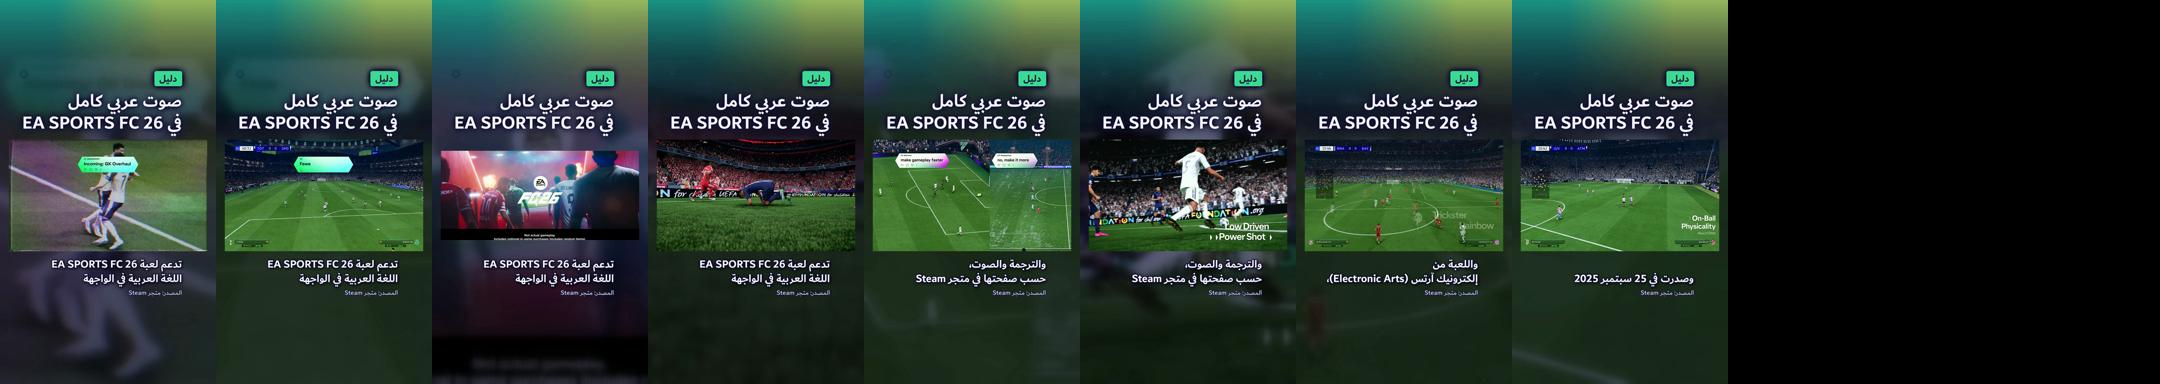 دليل
صوت عربي كامل
في EA SPORTS FC 26
Incoming: GK Overhaul
تدعم لعبة EA SPORTS FC 26
اللغة العربية في الواجهة
المصدر: متجر Steam
دليل
صوت عربي كامل
في EA SPORTS FC 26
تدعم لعبة EA SPORTS FC 26
اللغة العربية في الواجهة
المصدر: متجر Steam
دليل
صوت عربي كامل
في EA SPORTS FC 26
EA
FC 26
Not actual gameplay
تدعم لعبة EA SPORTS FC 26
اللغة العربية في الواجهة
المصدر: متجر Steam
دليل
صوت عربي كامل
في EA SPORTS FC 26
تدعم لعبة EA SPORTS FC 26
اللغة العربية في الواجهة
المصدر: متجر Steam
دليل
صوت عربي كامل
في EA SPORTS FC 26
make gameplay faster
no, make it more
والترجمة والصوت،
حسب صفحتها في متجر Steam
المصدر: متجر Steam
دليل
صوت عربي كامل
في EA SPORTS FC 26
Low Driven
Power Shot
والترجمة والصوت،
حسب صفحتها في متجر Steam
المصدر: متجر Steam
دليل
صوت عربي كامل
في EA SPORTS FC 26
Trickster
Rainbow
واللعبة من
إلكترونيك آرتس (Electronic Arts)،
المصدر: متجر Steam
دليل
صوت عربي كامل
في EA SPORTS FC 26
On-Ball
Physicality
وصدرت في 25 سبتمبر 2025
المصدر: متجر Steam